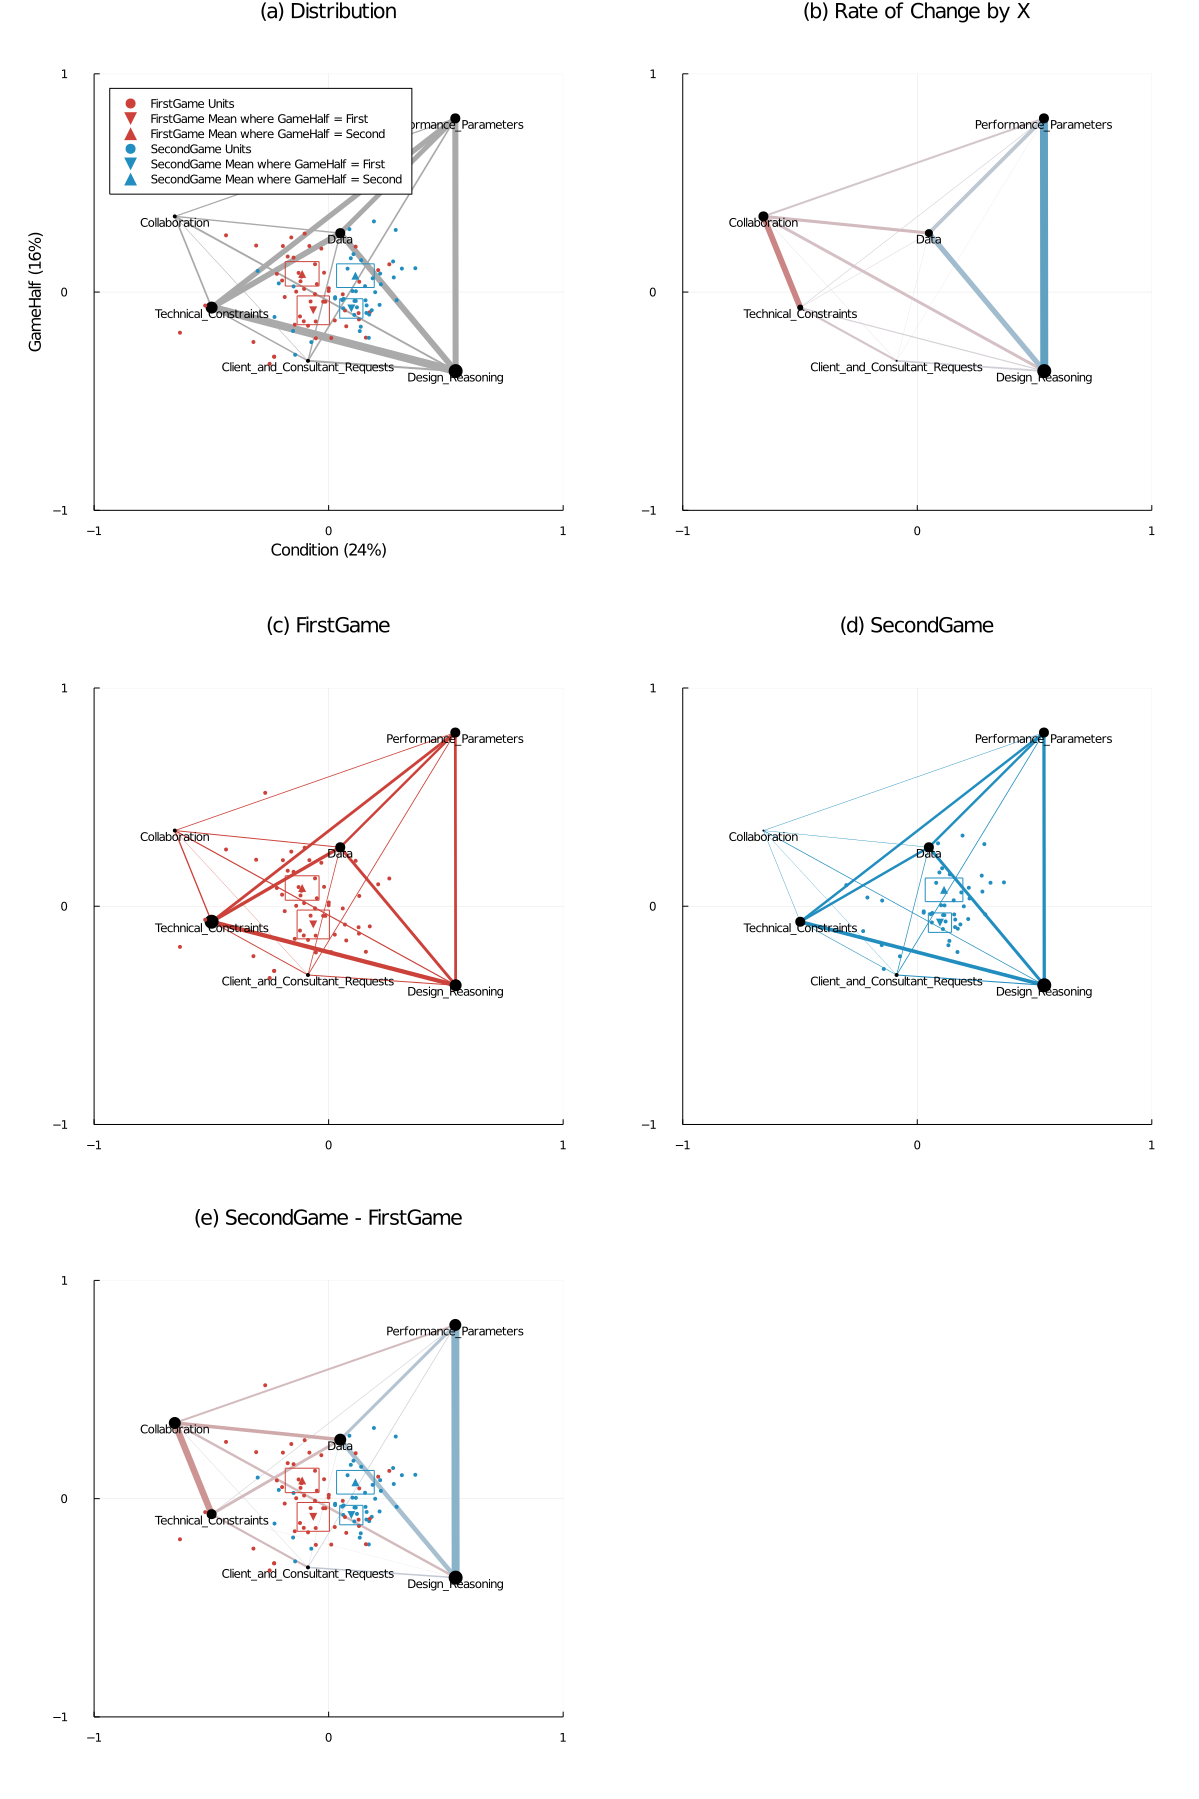 (a) Distribution
(b) Rate of Change by X
1
FirstGame Units
FirstGame Mean where GameHalf = First
FirstGame Mean where GameHalf = Second
SecondGame Units
SecondGame Mean where GameHalf = First
SecondGame Mean where GameHalf = Second
ormance_Parameters
Collaboration
Data
GameHalf (16%)
0
Technical_Constraints
Client_and_Consultant_Requests
Design_Reasoning
−1
−1
0
1
Condition (24%)
1
Performance_Parameters
Collaboration
Data
0
Technical_Constraints
Client_and_Consultant_Requests
Design_Reasoning
−1
−1
0
1
(c) FirstGame
(d) SecondGame
1
Performance_Parameters
Collaboration
Data
0
Technical_Constraints
Client_and_Consultant_Requests
Design_Reasoning
−1
−1
0
1
1
Performance_Parameters
Collaboration
Data
0
Technical_Constraints
Client_and_Consultant_Requests
Design_Reasoning
−1
−1
0
1
(e) SecondGame - FirstGame
1
Performance_Parameters
Collaboration
Data
0
Technical_Constraints
Client_and_Consultant_Requests
Design_Reasoning
−1
−1
0
1